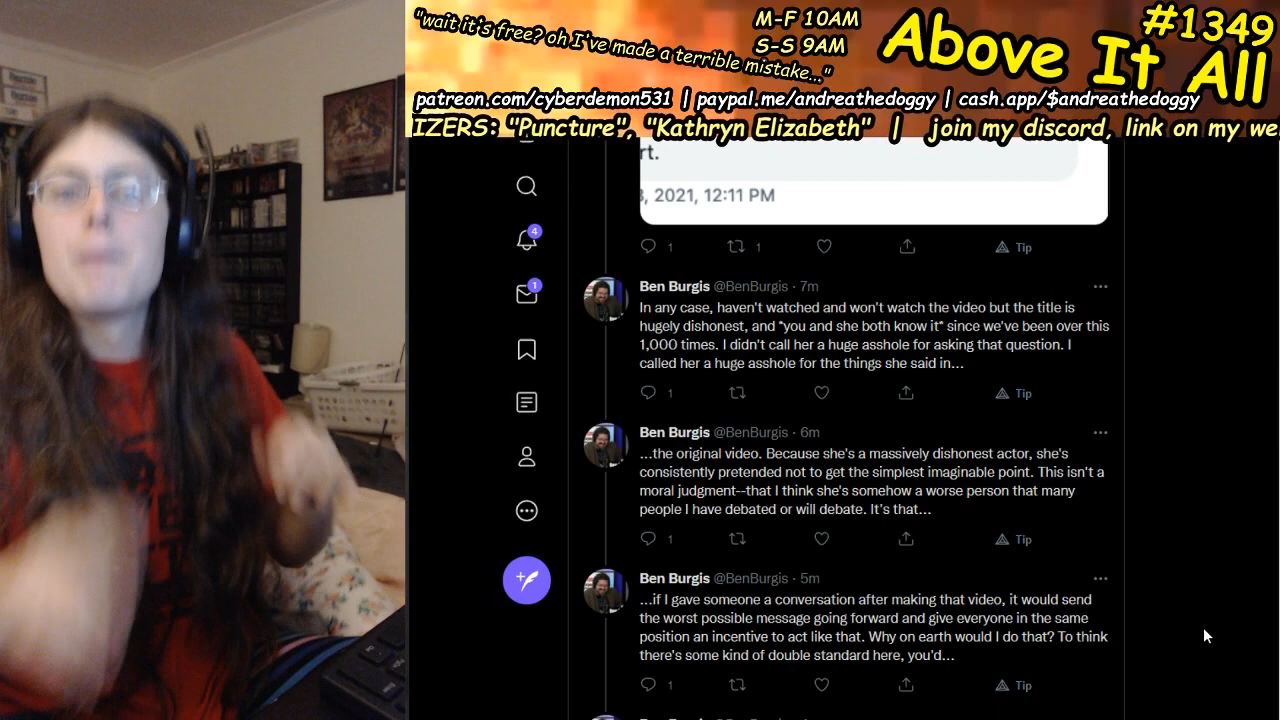 "wait it's free? oh I've made a terrible mistake..."
M-F 10AM
S-S 9AM
Above It All
#1349
patreon.com/cyberdemon531 | paypal.me/andreathedoggy | cash.app/$andreathedoggy
IZERS: "Puncture", "Kathryn Elizabeth" | join my discord, link on my we
rt.
3, 2021, 12:11 PM
1
1
Tip
4
1
Ben Burgis @BenBurgis · 7m
In any case, haven't watched and won't watch the video but the title is
hugely dishonest, and *you and she both know it* since we've been over this
1,000 times. I didn't call her a huge asshole for asking that question. I
called her a huge asshole for the things she said in...
1
Tip
Ben Burgis @BenBurgis · 6m
...the original video. Because she's a massively dishonest actor, she's
consistently pretended not to get the simplest imaginable point. This isn't a
moral judgment--that I think she's somehow a worse person that many
people I have debated or will debate. It's that...
1
Tip
Ben Burgis @BenBurgis · 5m
...if I gave someone a conversation after making that video, it would send
the worst possible message going forward and give everyone in the same
position an incentive to act like that. Why on earth would I do that? To think
there's some kind of double standard here, you'd...
1
Tip